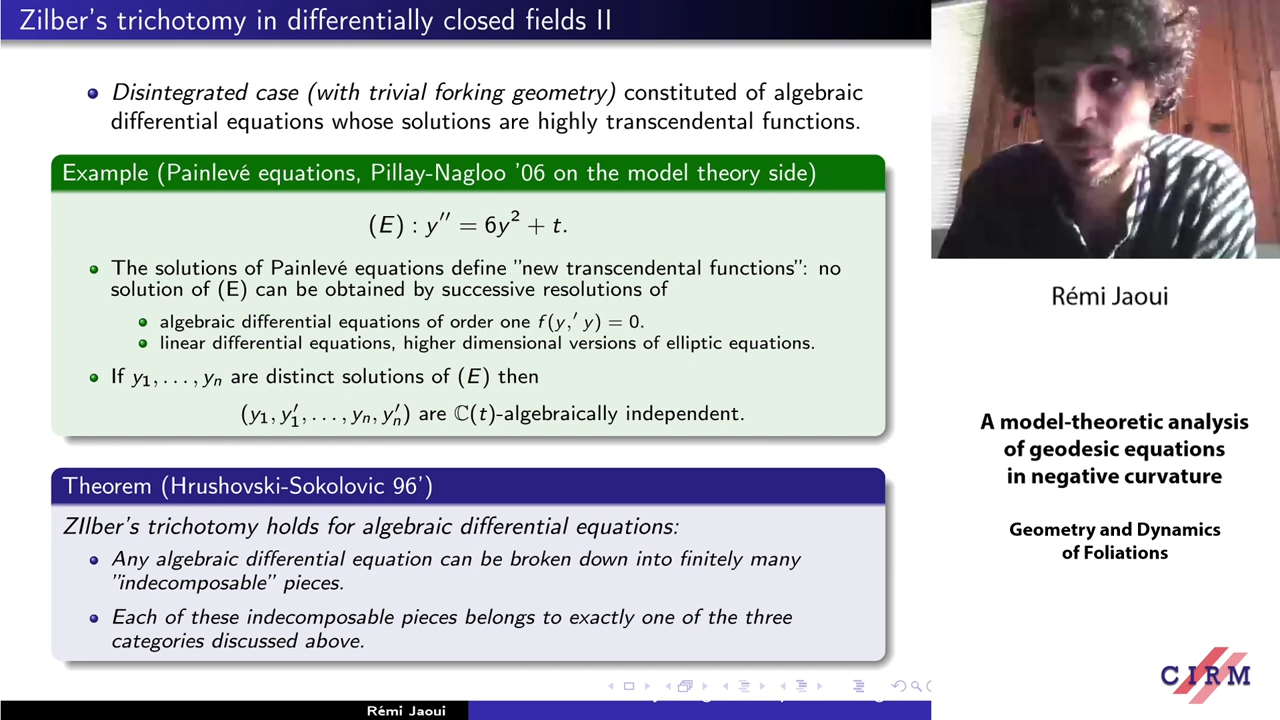 Zilber's trichotomy in differentially closed fields II
Disintegrated case (with trivial forking geometry) constituted of algebraic
differential equations whose solutions are highly transcendental functions.
Example (Painlevé equations, Pillay-Nagloo '06 on the model theory side)
(E) : y'' = 6y² + t.
The solutions of Painlevé equations define "new transcendental functions": no
solution of (E) can be obtained by successive resolutions of
algebraic differential equations of order one f(y,′ y) = 0.
linear differential equations, higher dimensional versions of elliptic equations.
If y₁, . . . , yₙ are distinct solutions of (E) then
(y₁, y′₁, . . . , yₙ, y′ₙ) are ℂ(t)-algebraically independent.
Theorem (Hrushovski-Sokolovic 96')
ZIlber's trichotomy holds for algebraic differential equations:
Any algebraic differential equation can be broken down into finitely many
"indecomposable" pieces.
Each of these indecomposable pieces belongs to exactly one of the three
categories discussed above.
Rémi Jaoui
Rémi Jaoui
A model-theoretic analysis
of geodesic equations
in negative curvature
Geometry and Dynamics
of Foliations
CIRM